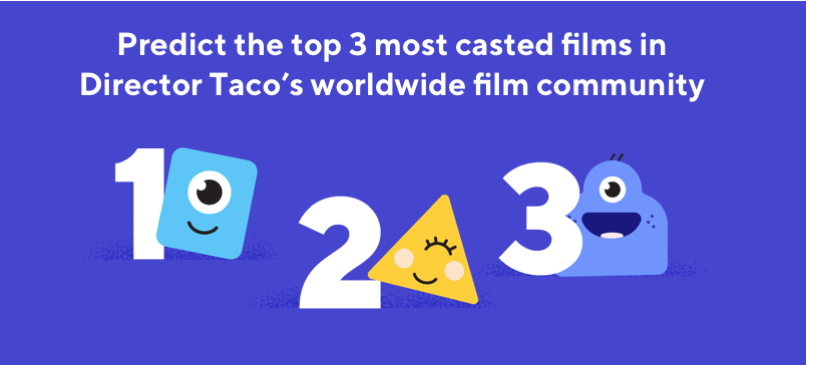 Predict the top 3 most casted films in
Director Taco’s worldwide film community
1 2 3